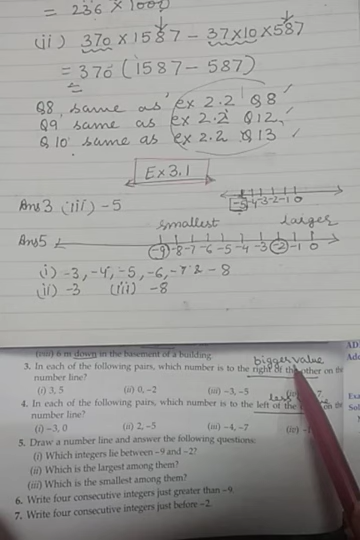 = 236 × 1000
(ii) 370 × 1587 - 37×10×587
= 370 (1587 - 587)
Q8 same as ex 2.2 Q8
Q9 same as ex 2.2 Q12
Q10 same as ex 2.2 Q13
Ex 3.1
Ans3 (iii) -5
-5 -4 -3 -2 -1 0
smallest larger
Ans5 -9 -8 -7 -6 -5 -4 -3 -2 -1 0
(i) -3, -4, -5, -6, -7 & -8
(ii) -3 (iii) -8
(viii) 6 m down in the basement of a building.
bigger value
3. In each of the following pairs, which number is to the right of the other on the
number line?
(i) 3, 5 (ii) 0, -2 (iii) -3, -5 7
less
4. In each of the following pairs, which number is to the left of the on the
number line?
(i) -3, 0 (ii) 2, -5 (iii) -4, -7 (iv)
5. Draw a number line and answer the following questions:
(i) Which integers lie between -9 and -2?
(ii) Which is the largest among them?
(iii) Which is the smallest among them?
6. Write four consecutive integers just greater than -9.
7. Write four consecutive integers just before -2.